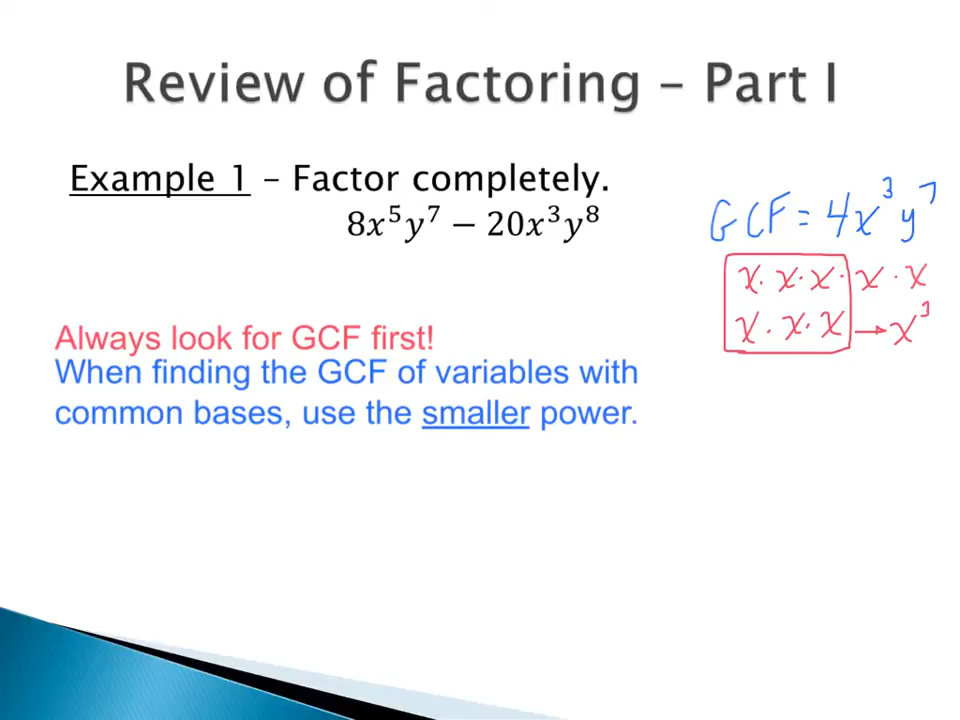 Review of Factoring – Part I
Example 1 – Factor completely.
8x⁵y⁷ − 20x³y⁸
GCF = 4x³y⁷
x · x · x · x · x
x · x · x → x³
Always look for GCF first!
When finding the GCF of variables with
common bases, use the smaller power.